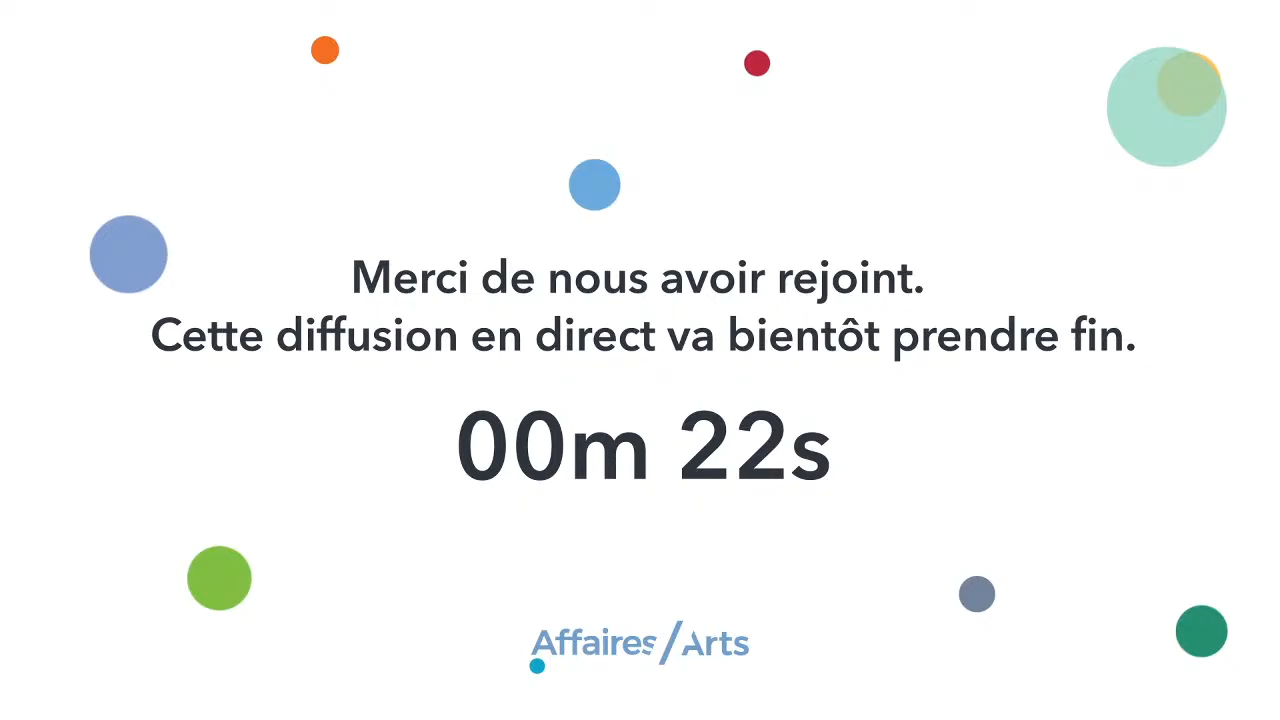 Merci de nous avoir rejoint.
Cette diffusion en direct va bientôt prendre fin.
00m 22s
Affaires/Arts